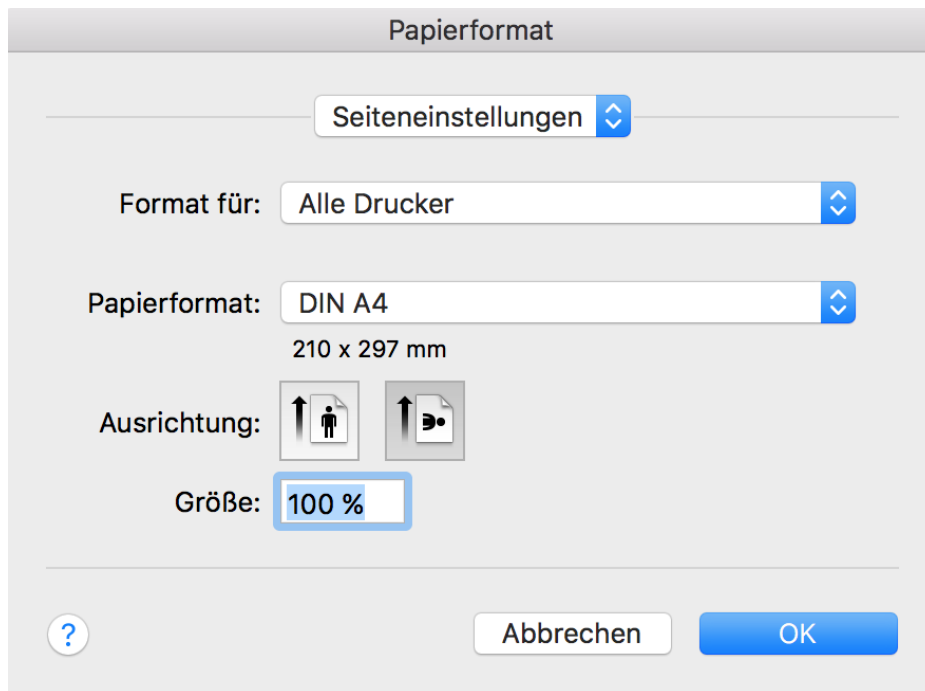 Papierformat
Seiteneinstellungen
Format für: Alle Drucker
Papierformat: DIN A4
210 x 297 mm
Ausrichtung:
Größe: 100 %
? Abbrechen OK